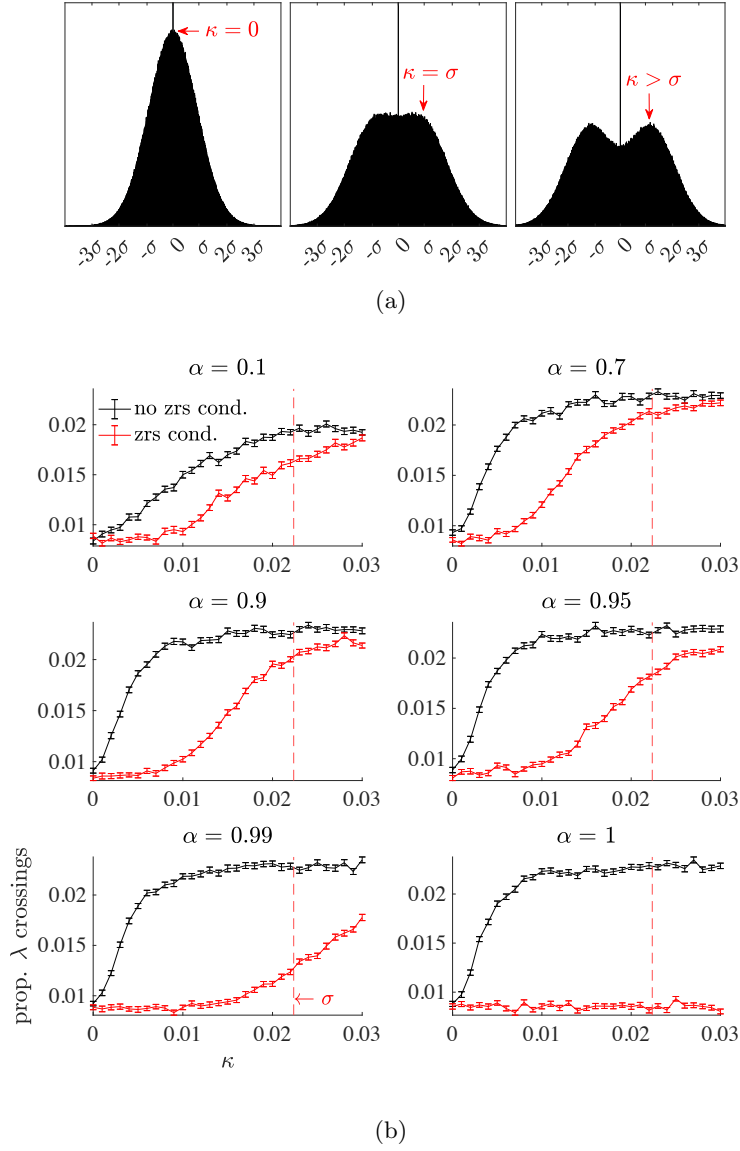 κ = 0
κ = σ
κ > σ
-3σ -2σ -σ 0 σ 2σ 3σ
-3σ -2σ -σ 0 σ 2σ 3σ
-3σ -2σ -σ 0 σ 2σ 3σ
(a)
α = 0.1
α = 0.7
no zrs cond.
zrs cond.
0.02
0.015
0.01
0 0.01 0.02 0.03
0.02
0.015
0.01
0 0.01 0.02 0.03
α = 0.9
α = 0.95
0.02
0.015
0.01
0 0.01 0.02 0.03
0.02
0.015
0.01
0 0.01 0.02 0.03
α = 0.99
α = 1
prop. λ crossings
0.02
0.015
0.01
← σ
0 0.01 0.02 0.03
κ
0.02
0.015
0.01
0 0.01 0.02 0.03
(b)